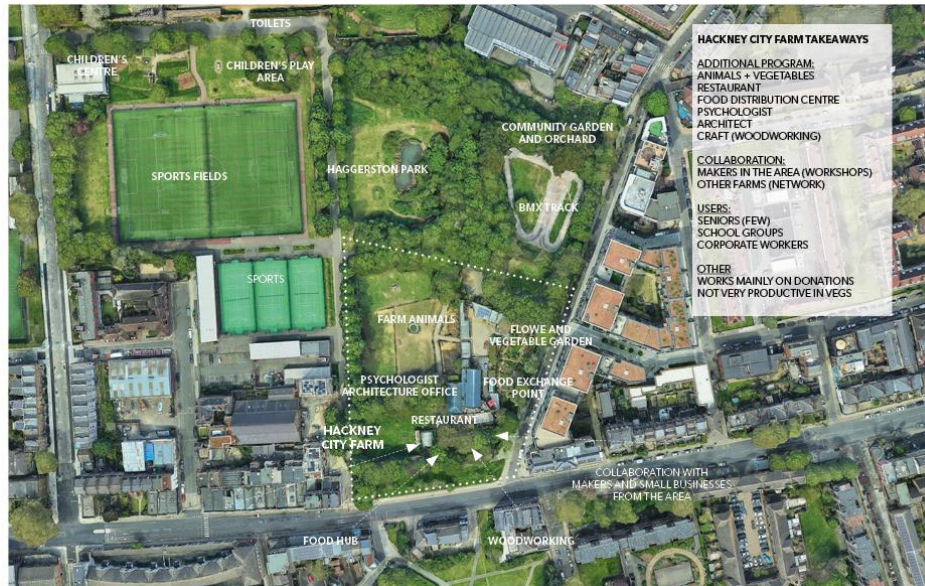 TOILETS
CHILDREN'S
CENTRE
CHILDREN'S PLAY
AREA
SPORTS FIELDS
HAGGERSTON PARK
COMMUNITY GARDEN
AND ORCHARD
BMX TRACK
SPORTS
FARM ANIMALS
FLOWE AND
VEGETABLE GARDEN
PSYCHOLOGIST
ARCHITECTURE OFFICE
FOOD EXCHANGE
POINT
RESTAURANT
HACKNEY
CITY FARM
COLLABORATION WITH
MAKERS AND SMALL BUSINESSES
FROM THE AREA
FOOD HUB
WOODWORKING
HACKNEY CITY FARM TAKEAWAYS
ADDITIONAL PROGRAM:
ANIMALS + VEGETABLES
RESTAURANT
FOOD DISTRIBUTION CENTRE
PSYCHOLOGIST
ARCHITECT
CRAFT (WOODWORKING)
COLLABORATION:
MAKERS IN THE AREA (WORKSHOPS)
OTHER FARMS (NETWORK)
USERS:
SENIORS (FEW)
SCHOOL GROUPS
CORPORATE WORKERS
OTHER
WORKS MAINLY ON DONATIONS
NOT VERY PRODUCTIVE IN VEGS